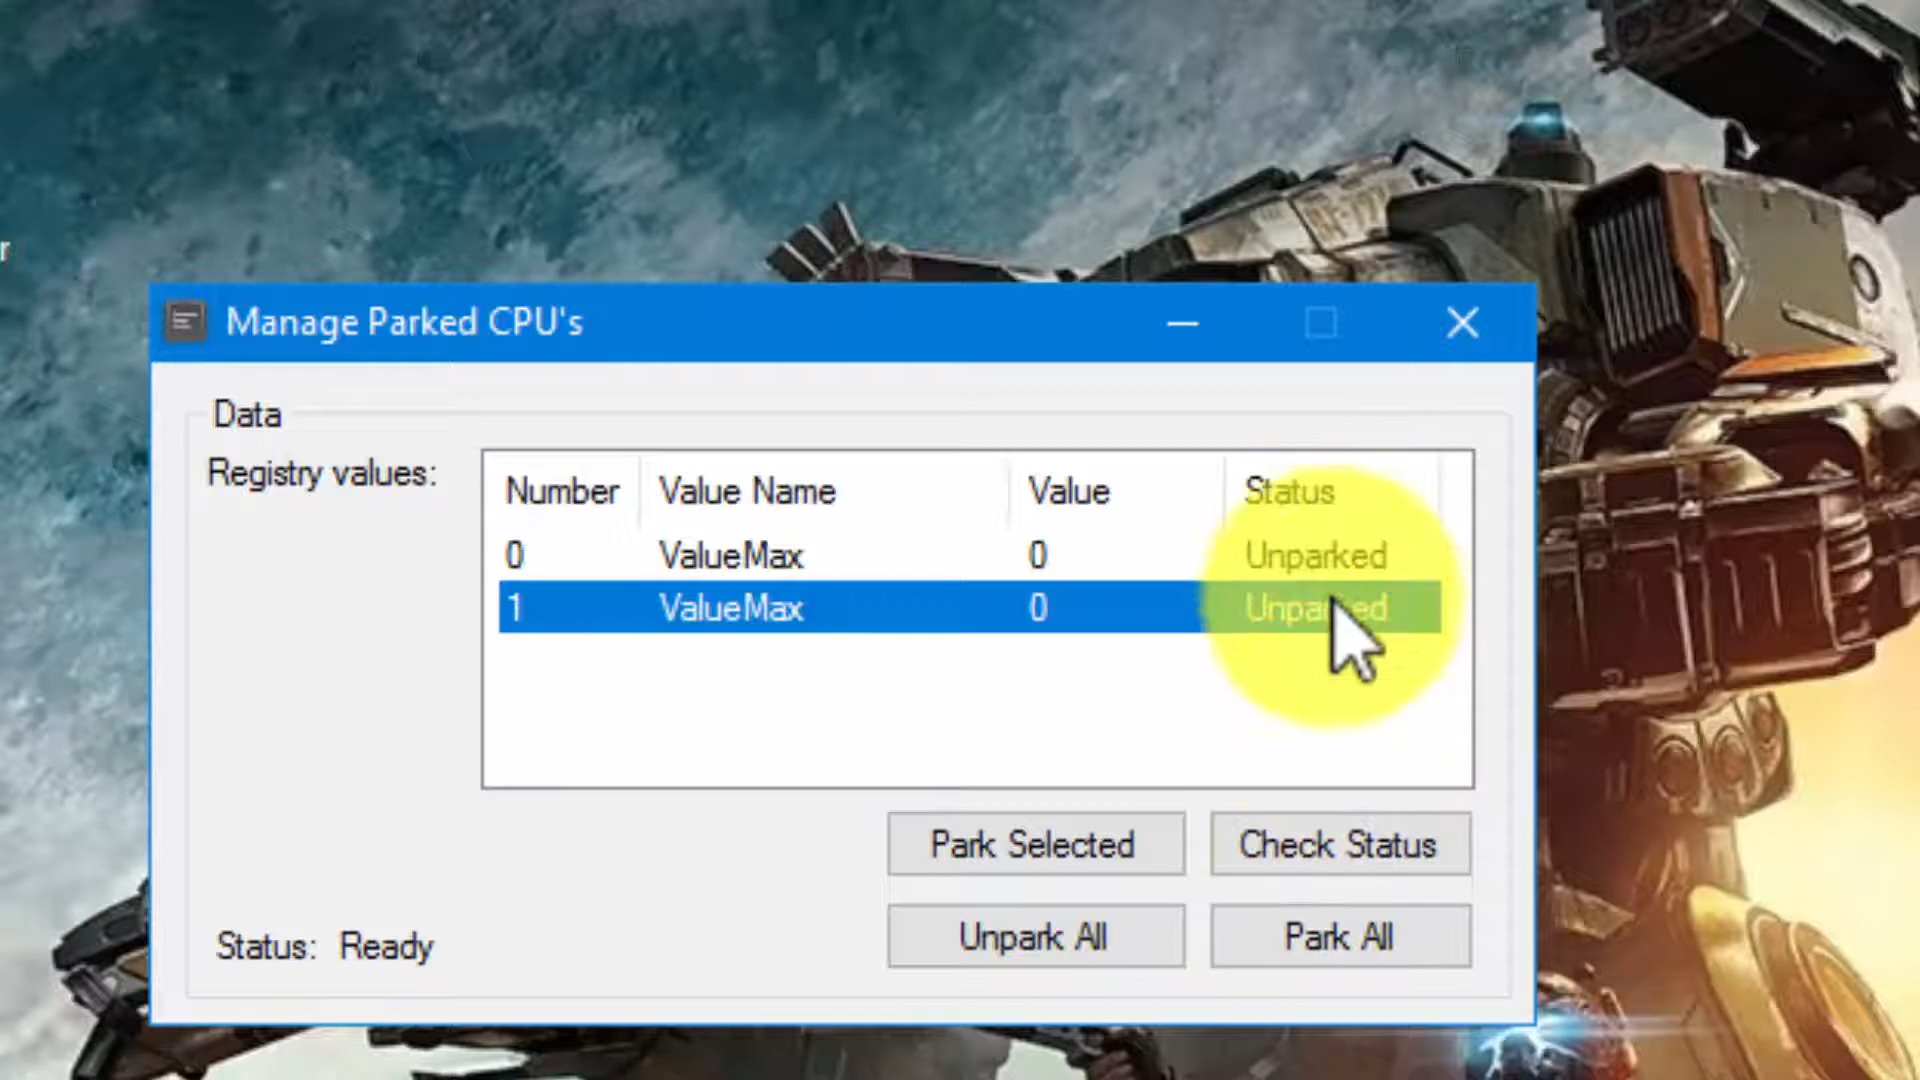 r
Manage Parked CPU's
Data
Registry values:
Number Value Name Value Status
0 ValueMax 0 Unparked
1 ValueMax 0 Unparked
Park Selected Check Status
Status: Ready Unpark All Park All